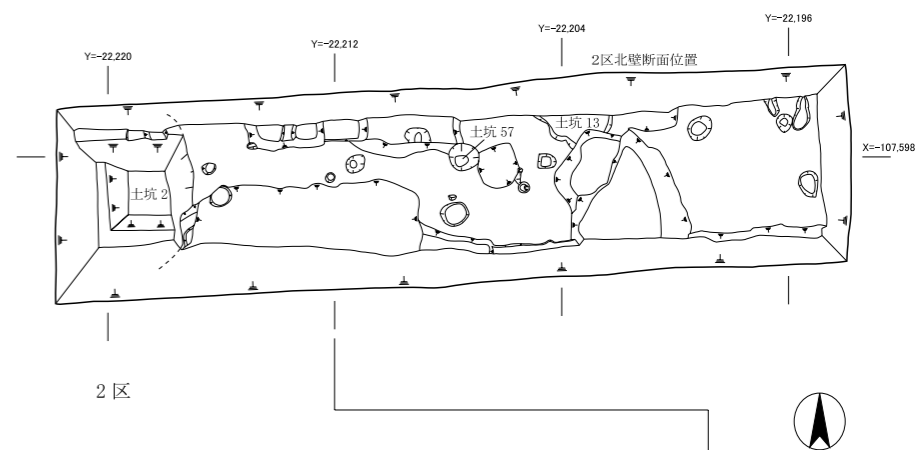 Y=-22,196
Y=-22,204
Y=-22,212
Y=-22,220
2区北壁断面位置
土坑 13
土坑 57
X=-107,598
土坑 2
2 区